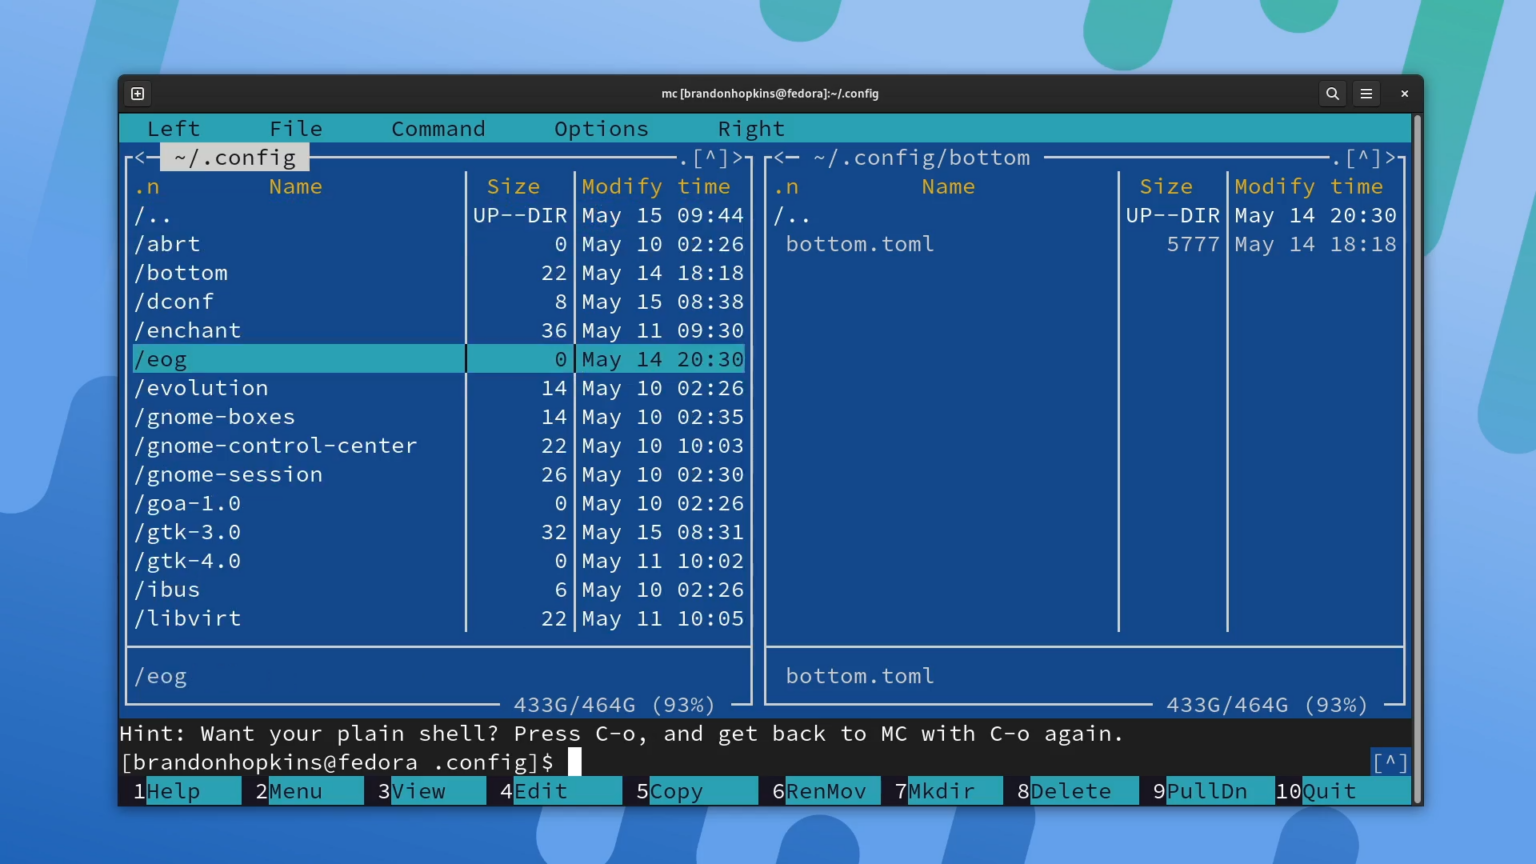 mc [brandonhopkins@fedora]:~/.config
Left File Command Options Right
<- ~/.config .[^]> <- ~/.config/bottom .[^]>
.n Name Size Modify time .n Name Size Modify time
/.. UP--DIR May 15 09:44 /.. UP--DIR May 14 20:30
/abrt 0 May 10 02:26 bottom.toml 5777 May 14 18:18
/bottom 22 May 14 18:18
/dconf 8 May 15 08:38
/enchant 36 May 11 09:30
/eog 0 May 14 20:30
/evolution 14 May 10 02:26
/gnome-boxes 14 May 10 02:35
/gnome-control-center 22 May 10 10:03
/gnome-session 26 May 10 02:30
/goa-1.0 0 May 10 02:26
/gtk-3.0 32 May 15 08:31
/gtk-4.0 0 May 11 10:02
/ibus 6 May 10 02:26
/libvirt 22 May 11 10:05
/eog bottom.toml
433G/464G (93%) 433G/464G (93%)
Hint: Want your plain shell? Press C-o, and get back to MC with C-o again.
[brandonhopkins@fedora .config]$ [^]
1Help 2Menu 3View 4Edit 5Copy 6RenMov 7Mkdir 8Delete 9PullDn 10Quit